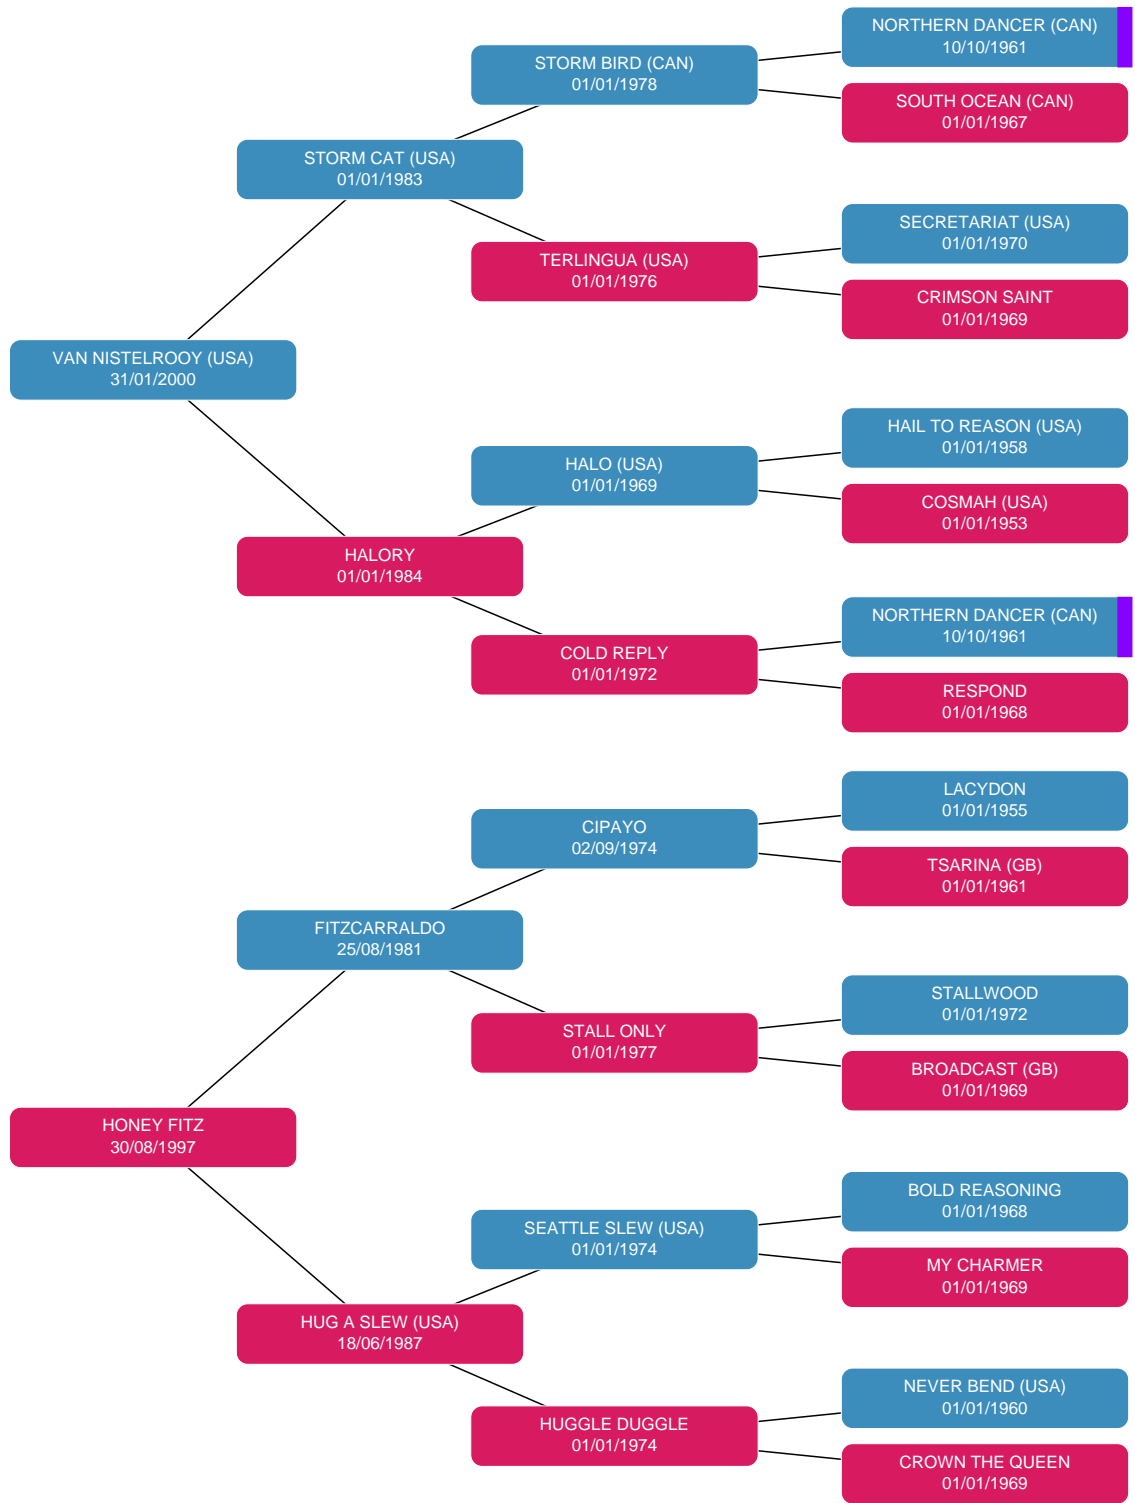 NORTHERN DANCER (CAN)
10/10/1961
STORM BIRD (CAN)
01/01/1978
SOUTH OCEAN (CAN)
01/01/1967
STORM CAT (USA)
01/01/1983
SECRETARIAT (USA)
01/01/1970
TERLINGUA (USA)
01/01/1976
CRIMSON SAINT
01/01/1969
VAN NISTELROOY (USA)
31/01/2000
HAIL TO REASON (USA)
01/01/1958
HALO (USA)
01/01/1969
COSMAH (USA)
01/01/1953
HALORY
01/01/1984
NORTHERN DANCER (CAN)
10/10/1961
COLD REPLY
01/01/1972
RESPOND
01/01/1968
LACYDON
01/01/1955
CIPAYO
02/09/1974
TSARINA (GB)
01/01/1961
FITZCARRALDO
25/08/1981
STALLWOOD
01/01/1972
STALL ONLY
01/01/1977
BROADCAST (GB)
01/01/1969
HONEY FITZ
30/08/1997
BOLD REASONING
01/01/1968
SEATTLE SLEW (USA)
01/01/1974
MY CHARMER
01/01/1969
HUG A SLEW (USA)
18/06/1987
NEVER BEND (USA)
01/01/1960
HUGGLE DUGGLE
01/01/1974
CROWN THE QUEEN
01/01/1969